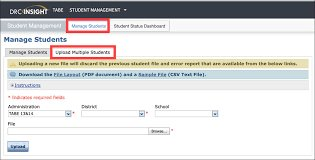 DRC INSIGHT TABE STUDENT MANAGEMENT
Student Management Manage Students Student Status Dashboard
Manage Students
Manage Students Upload Multiple Students
Uploading a new file will discard the previous student file and error report that are available from the below links.
Download the File Layout (PDF document) and a Sample File (CSV Text File).
Instructions
* Indicates required fields
Administration * District * School *
TABE 13&14
File
Browse... *
Upload